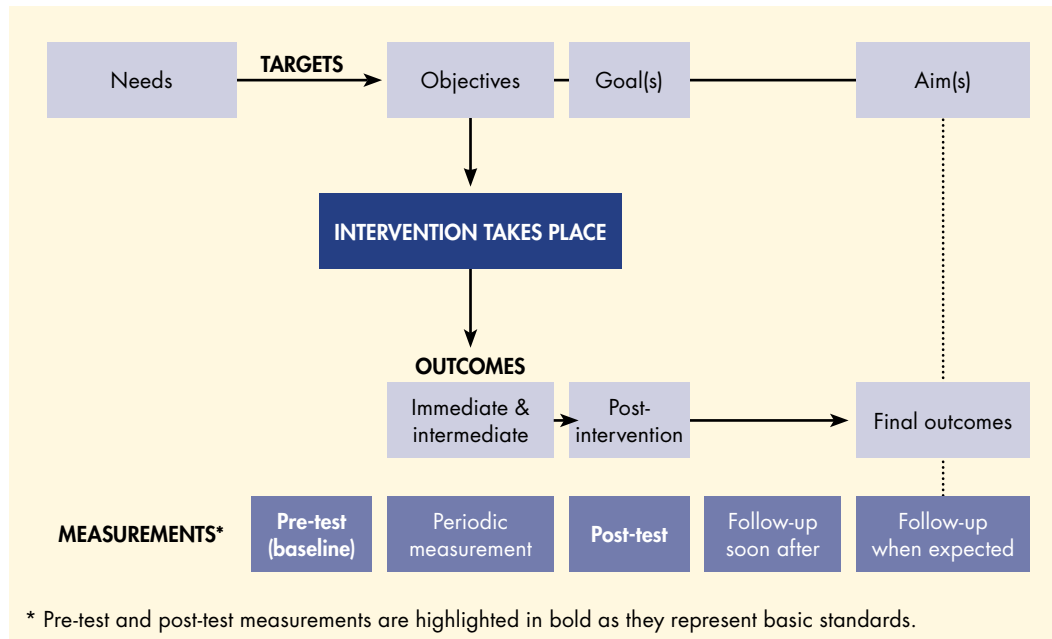 TARGETS
Needs
Objectives
Goal(s)
Aim(s)
INTERVENTION TAKES PLACE
OUTCOMES
Immediate &
intermediate
Post-
intervention
Final outcomes
MEASUREMENTS*
Pre-test
(baseline)
Periodic
measurement
Post-test
Follow-up
soon after
Follow-up
when expected
* Pre-test and post-test measurements are highlighted in bold as they represent basic standards.